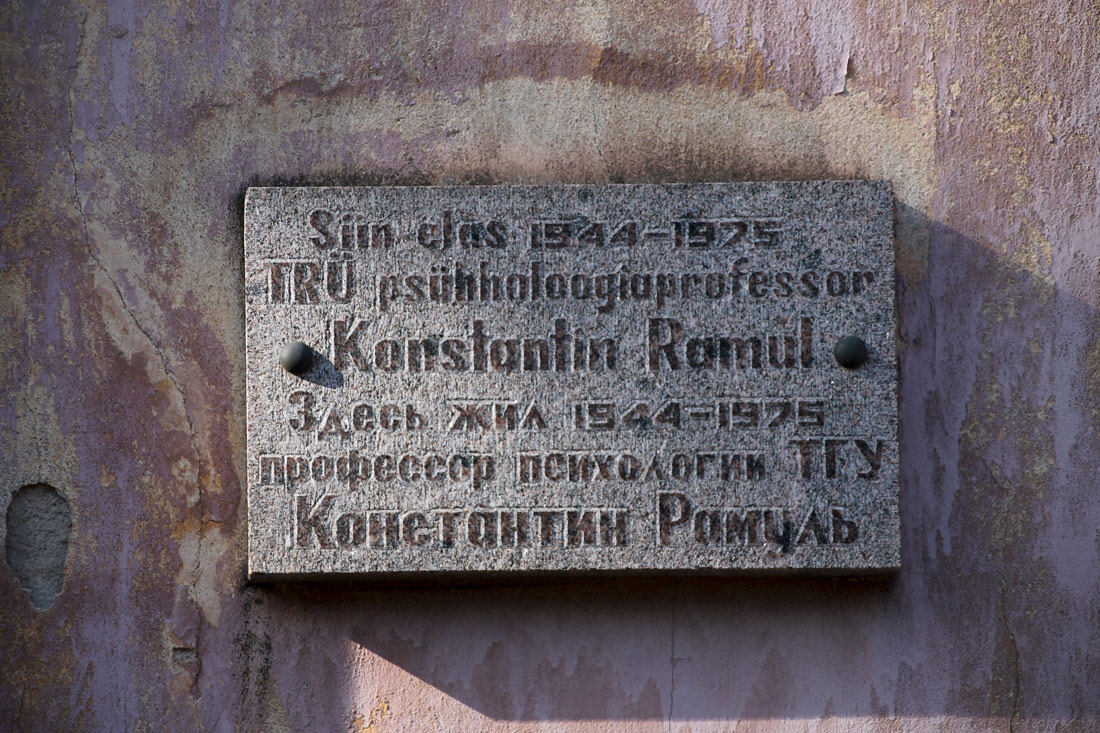 Siin elas 1944-1975
TRÜ psühholoogiaprofessor
Konstantin Ramul
Здесь жил 1944-1975
профессор психологии ТГУ
Константин Рамуль